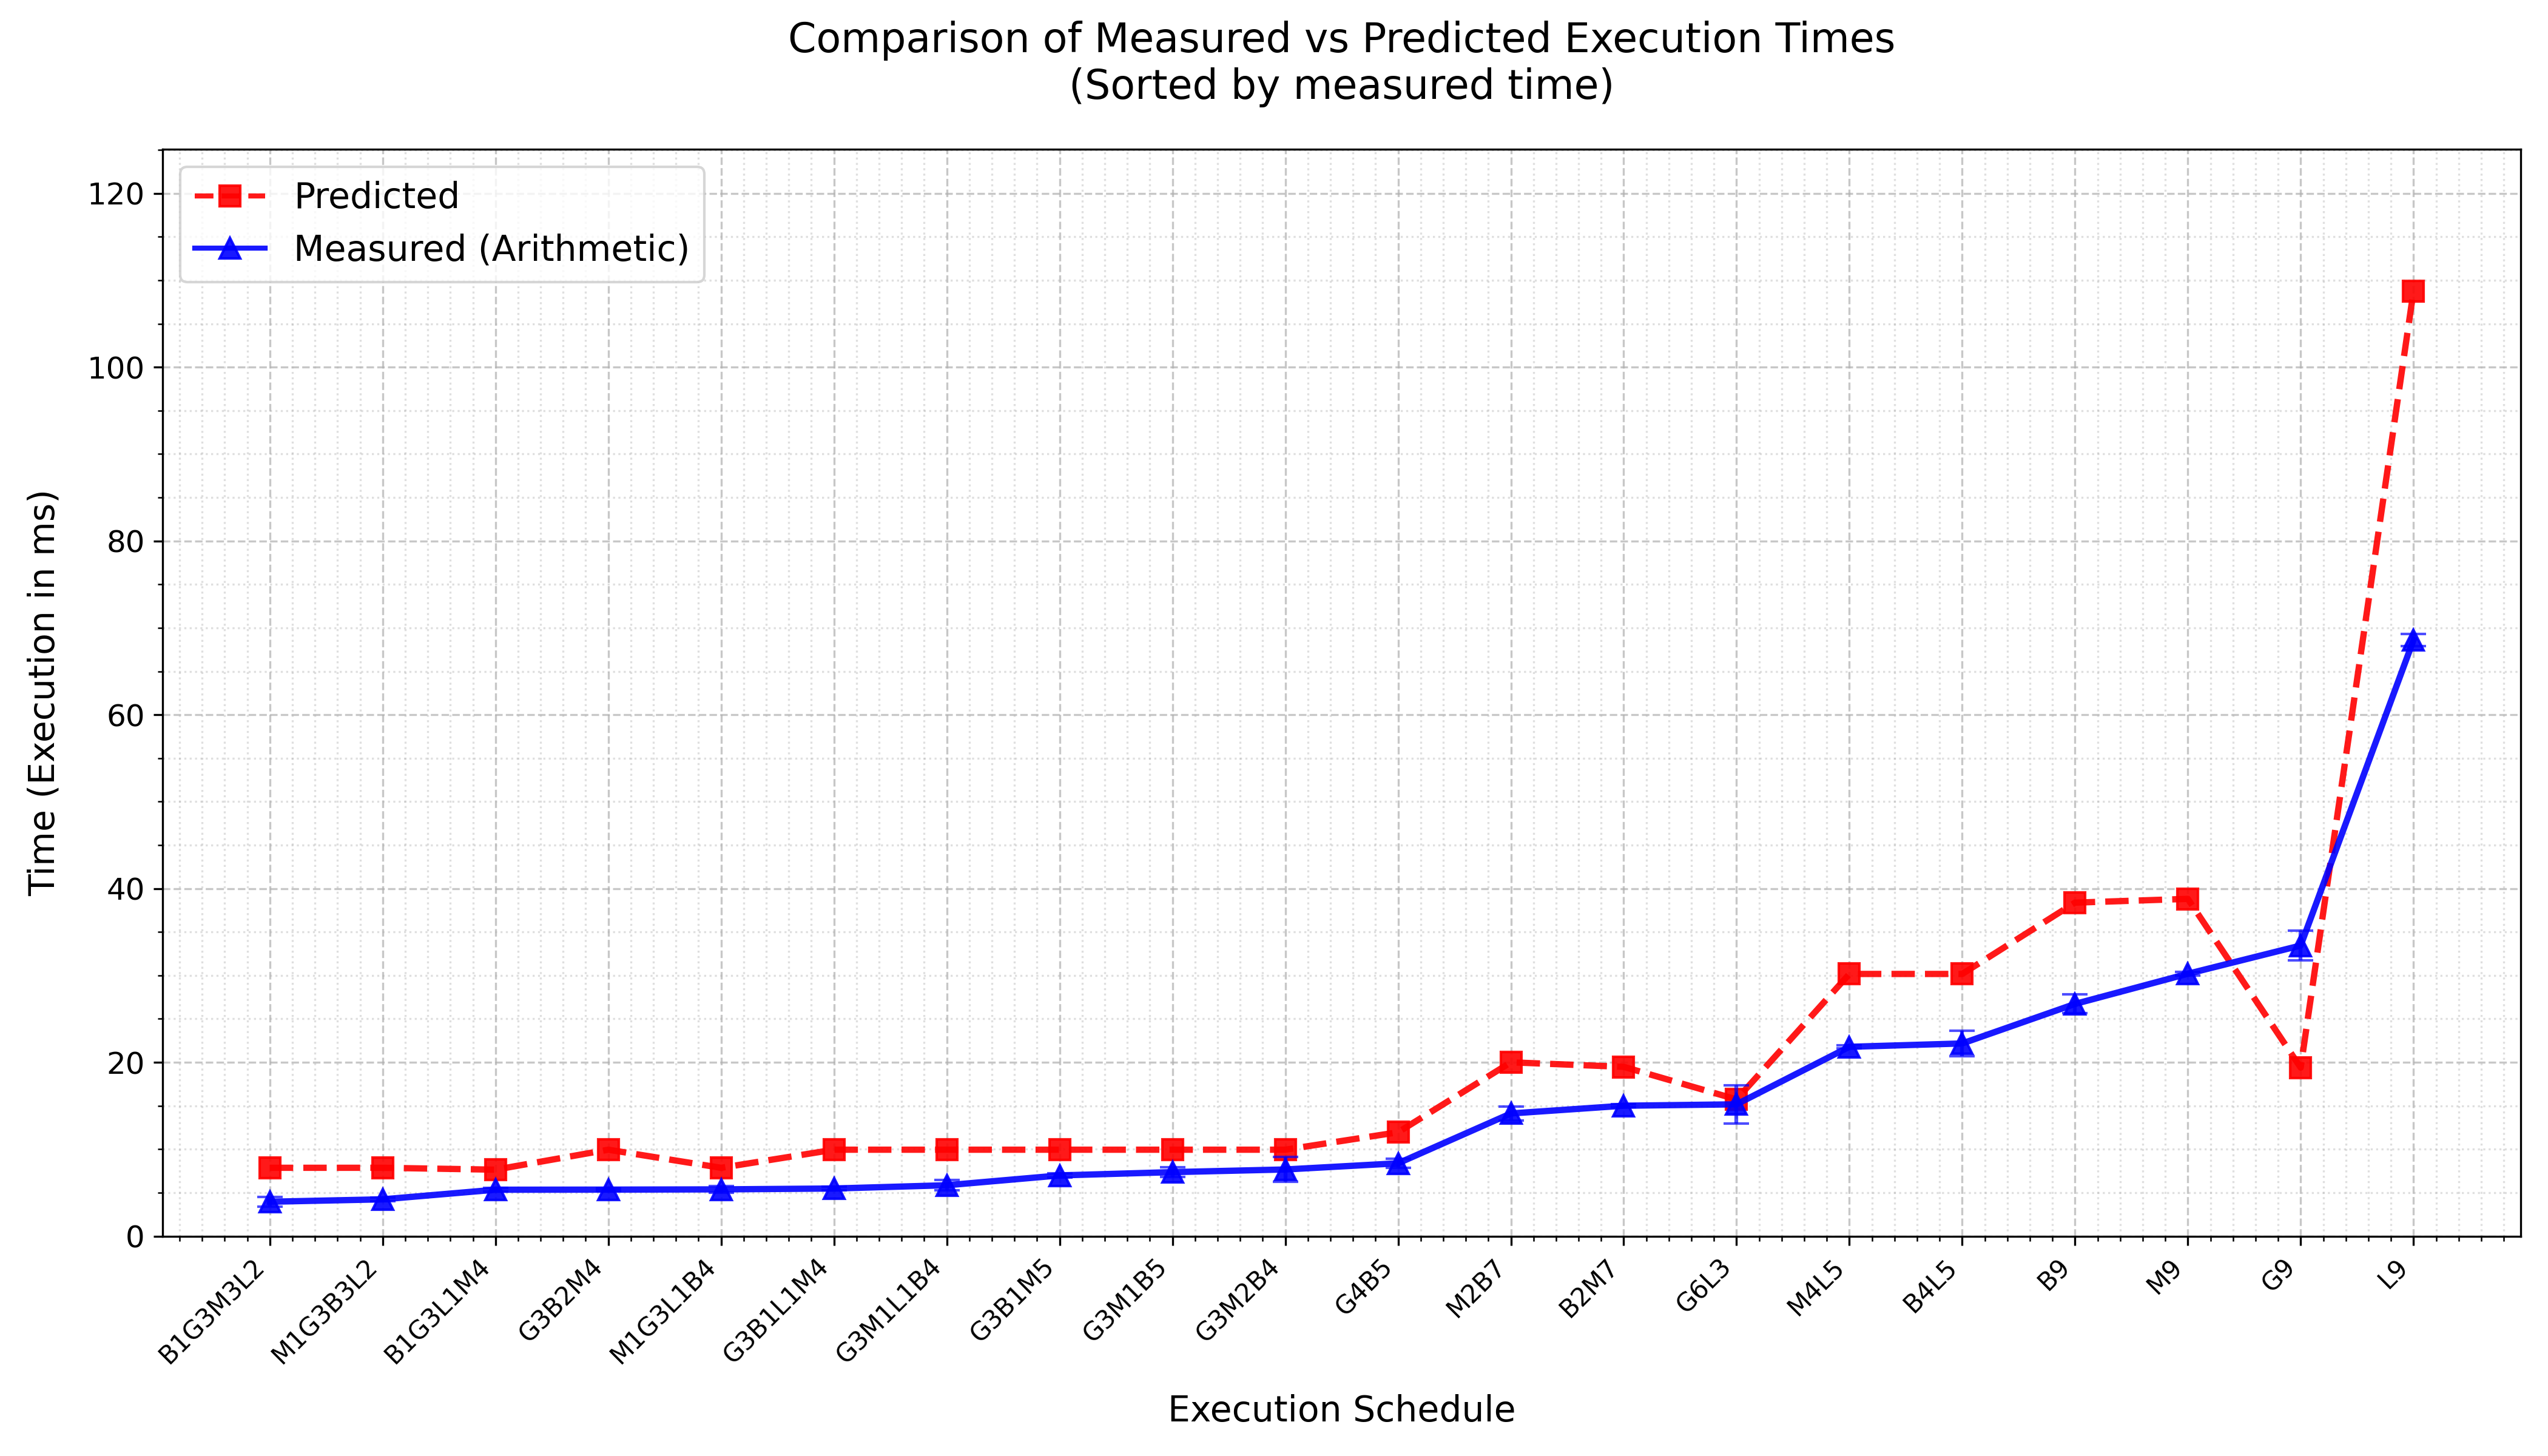 Comparison of Measured vs Predicted Execution Times
(Sorted by measured time)
Predicted
Measured (Arithmetic)
Time (Execution in ms)
120
100
80
60
40
20
0
B1G3M3L2
M1G3B3L2
B1G3L1M4
G3B2M4
M1G3L1B4
G3B1L1M4
G3M1L1B4
G3B1M5
G3M1B5
G3M2B4
G4B5
M2B7
B2M7
G6L3
M4L5
B4L5
B9
M9
G9
L9
Execution Schedule